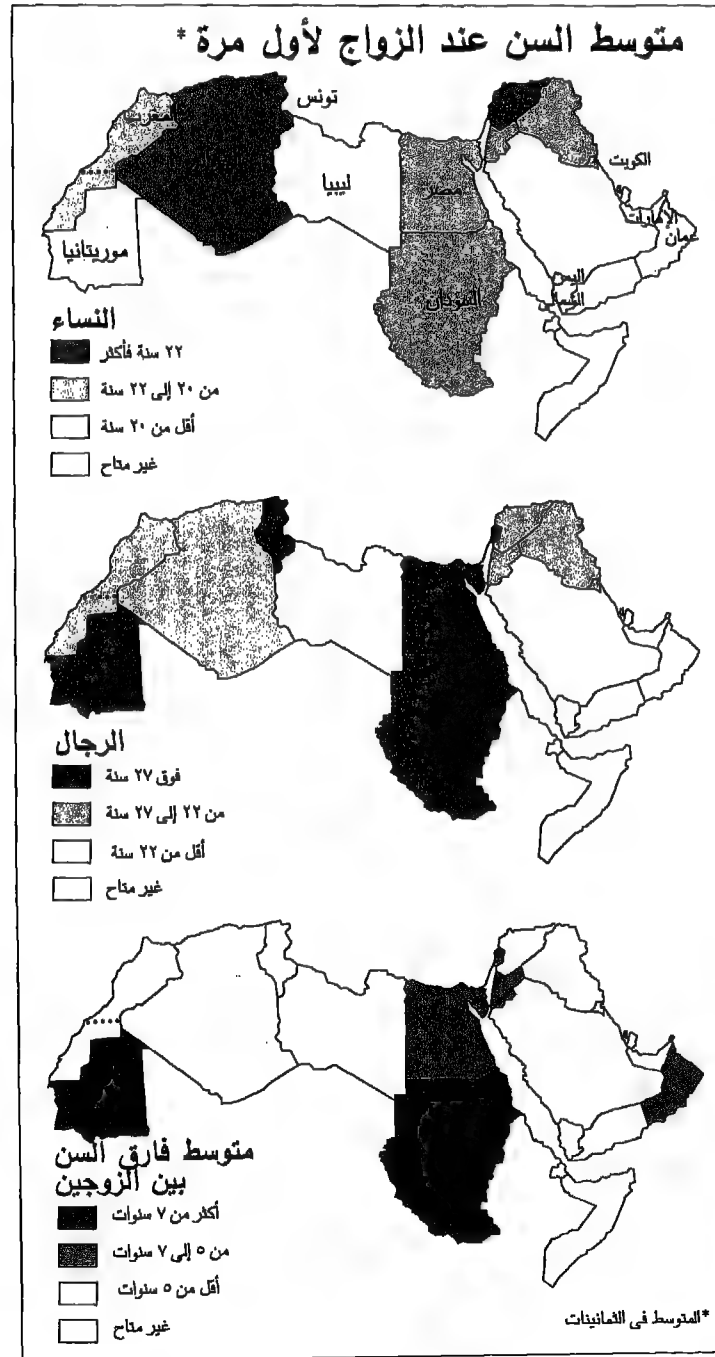 متوسط السن عند الزواج لأول مرة *
تونس
المغرب
الكويت
ليبيا
مصر
الإمارات
عمان
موريتانيا
اليمن
الشمالى
السودان
النساء
٢٢ سنة فأكثر
من ٢٠ إلى ٢٢ سنة
أقل من ٢٠ سنة
غير متاح
الرجال
فوق ٢٧ سنة
من ٢٢ إلى ٢٧ سنة
أقل من ٢٢ سنة
غير متاح
متوسط فارق السن
بين الزوجين
أكثر من ٧ سنوات
من ٥ إلى ٧ سنوات
أقل من ٥ سنوات
غير متاح
*المتوسط فى الثمانينات